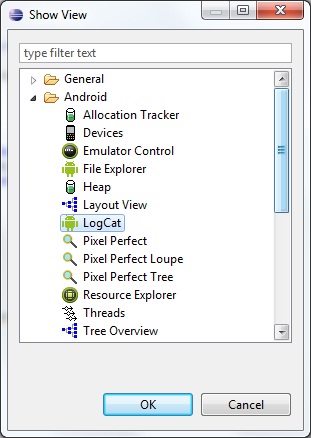 Show View
type filter text
General
Android
Allocation Tracker
Devices
Emulator Control
File Explorer
Heap
Layout View
LogCat
Pixel Perfect
Pixel Perfect Loupe
Pixel Perfect Tree
Resource Explorer
Threads
Tree Overview
OK
Cancel